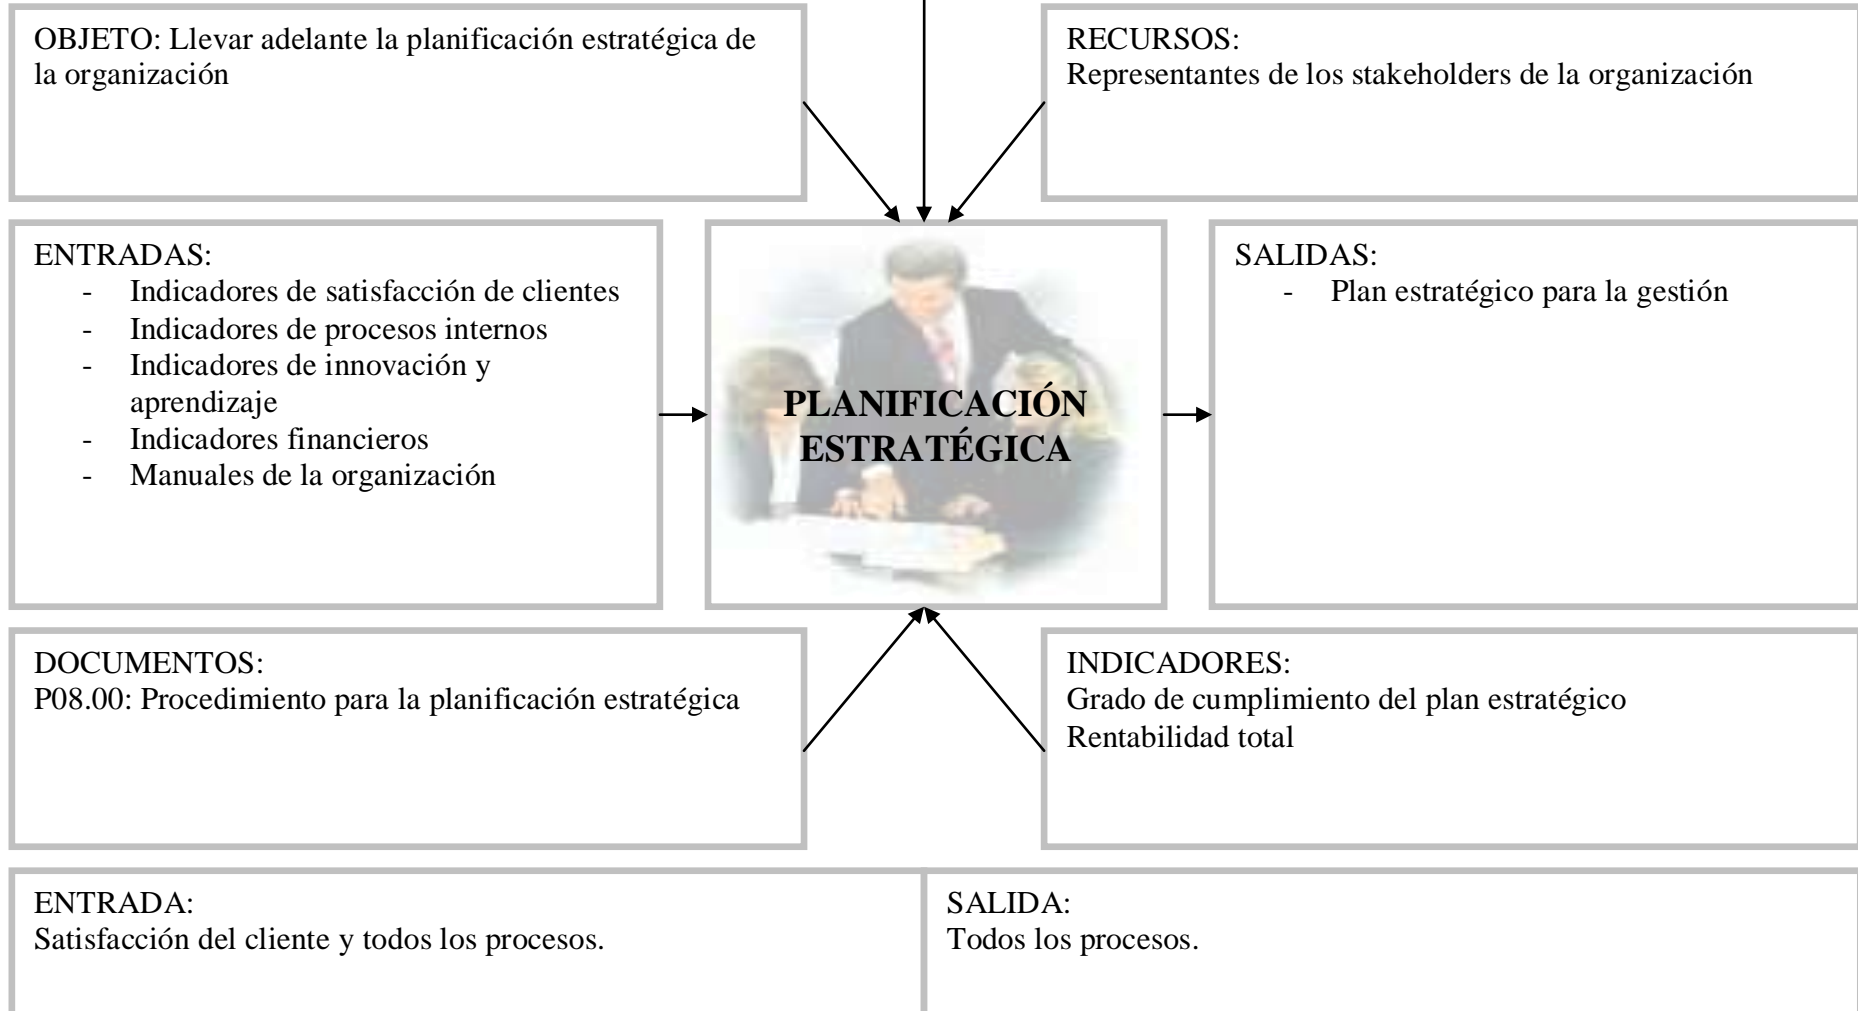 OBJETO: Llevar adelante la planificación estratégica de
la organización
RECURSOS:
Representantes de los stakeholders de la organización
ENTRADAS:
- Indicadores de satisfacción de clientes
- Indicadores de procesos internos
- Indicadores de innovación y
aprendizaje
- Indicadores financieros
- Manuales de la organización
PLANIFICACIÓN
ESTRATÉGICA
SALIDAS:
- Plan estratégico para la gestión
DOCUMENTOS:
P08.00: Procedimiento para la planificación estratégica
INDICADORES:
Grado de cumplimiento del plan estratégico
Rentabilidad total
ENTRADA:
Satisfacción del cliente y todos los procesos.
SALIDA:
Todos los procesos.